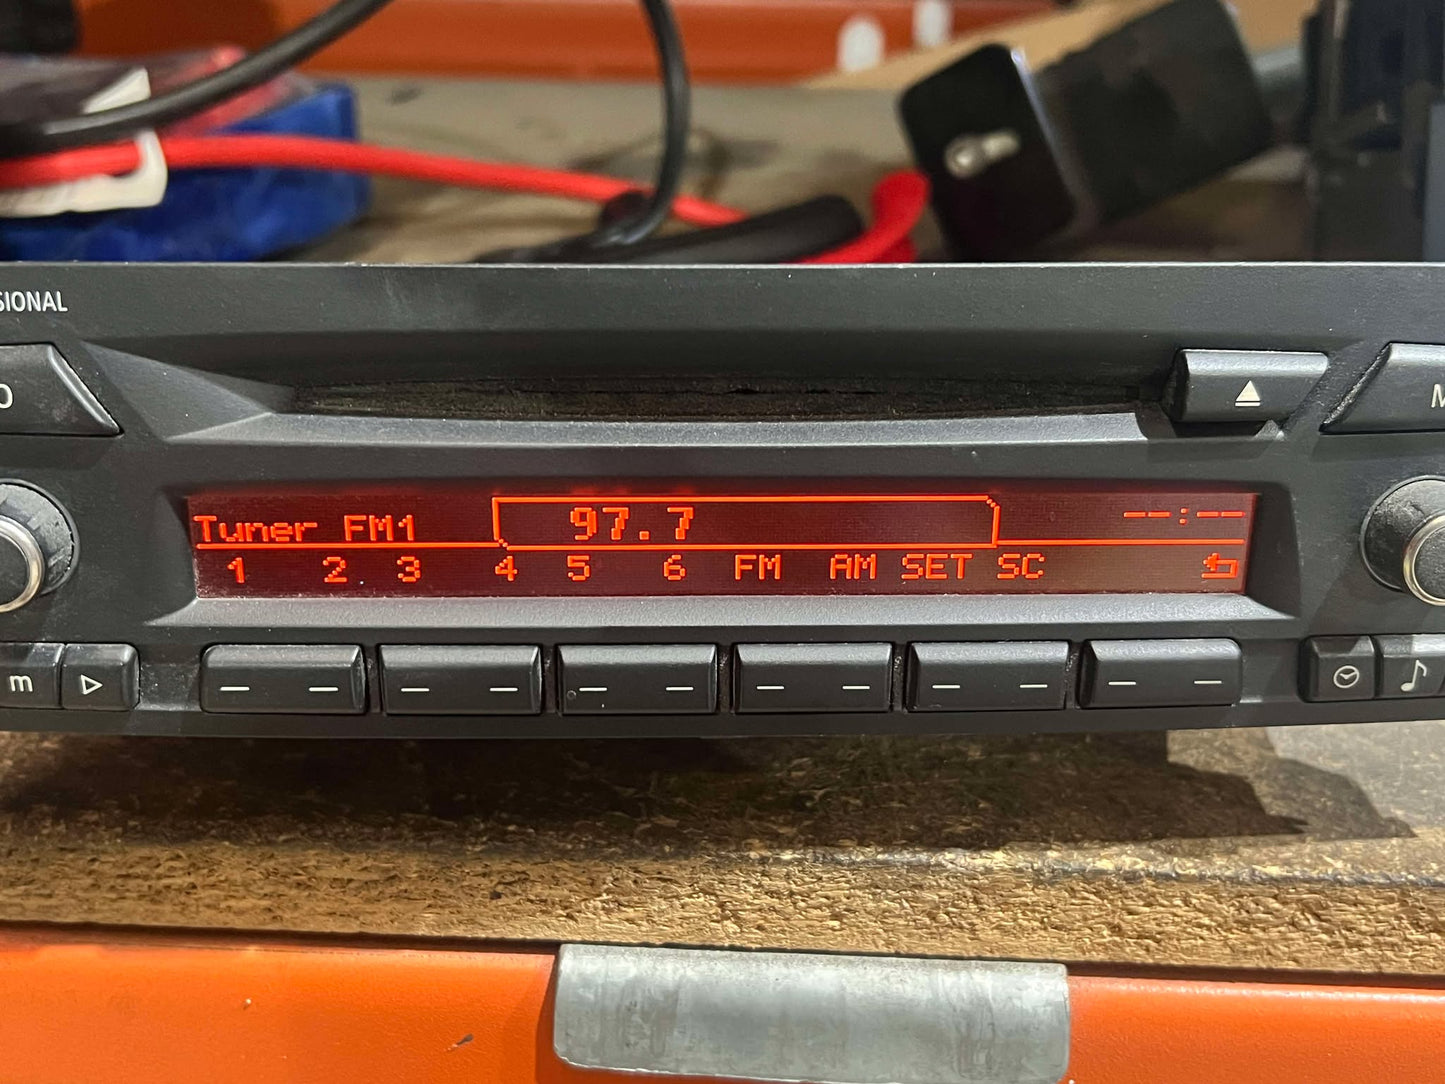 SIONAL
O
M
Tuner FM1 97.7 --:--
1 2 3 4 5 6 FM AM SET SC
m